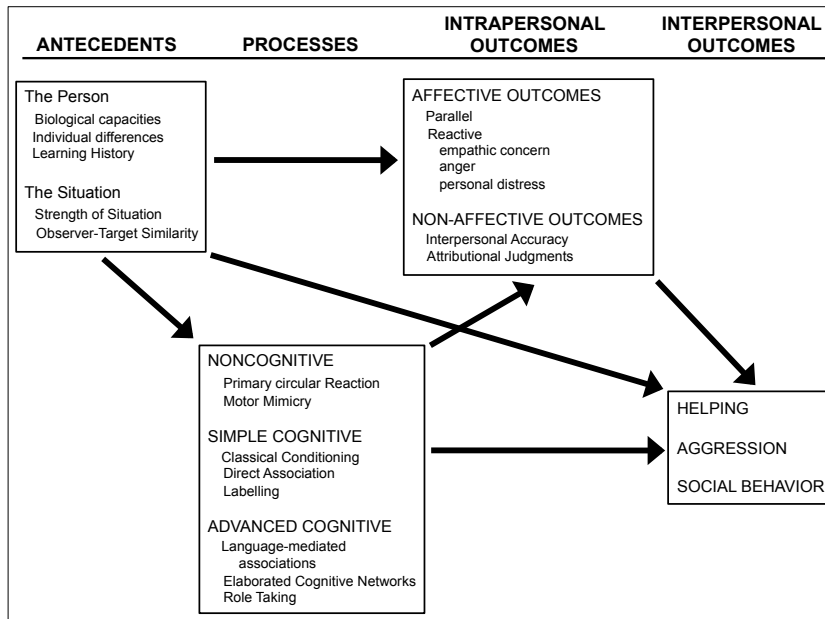 ANTECEDENTS
PROCESSES
INTRAPERSONAL
OUTCOMES
INTERPERSONAL
OUTCOMES
The Person
Biological capacities
Individual differences
Learning History
The Situation
Strength of Situation
Observer-Target Similarity
AFFECTIVE OUTCOMES
Parallel
Reactive
empathic concern
anger
personal distress
NON-AFFECTIVE OUTCOMES
Interpersonal Accuracy
Attributional Judgments
NONCOGNITIVE
Primary circular Reaction
Motor Mimicry
SIMPLE COGNITIVE
Classical Conditioning
Direct Association
Labelling
ADVANCED COGNITIVE
Language-mediated
associations
Elaborated Cognitive Networks
Role Taking
HELPING
AGGRESSION
SOCIAL BEHAVIOR